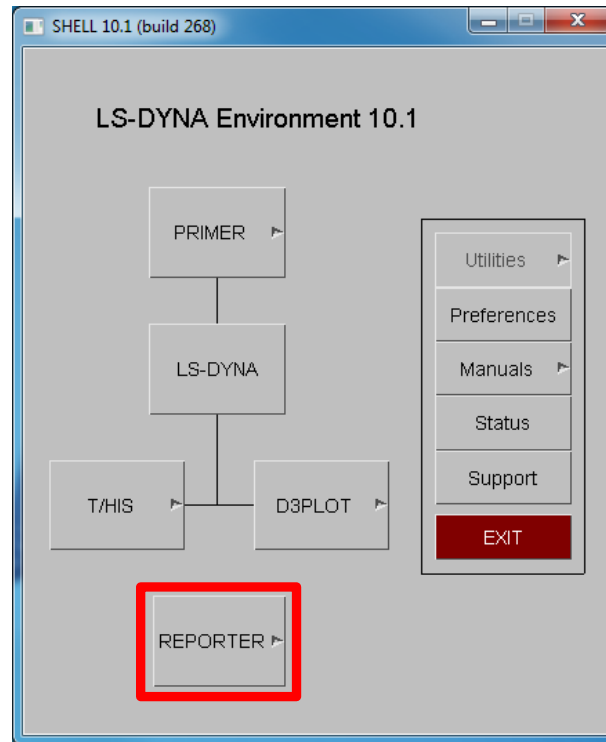 SHELL 10.1 (build 268)
LS-DYNA Environment 10.1
PRIMER
LS-DYNA
T/HIS
D3PLOT
REPORTER
Utilities
Preferences
Manuals
Status
Support
EXIT